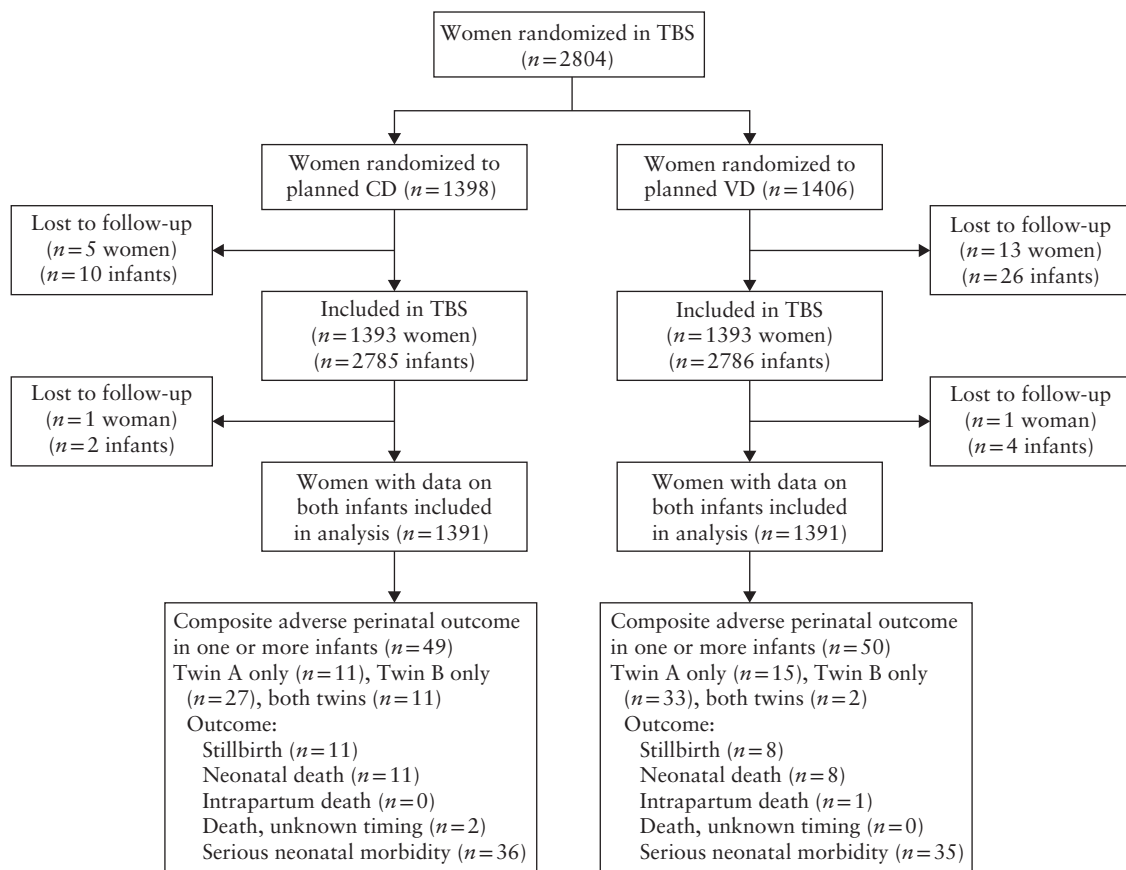 Women randomized in TBS
(n=2804)
Women randomized to
planned CD (n=1398)
Women randomized to
planned VD (n=1406)
Lost to follow-up
(n=5 women)
(n=10 infants)
Lost to follow-up
(n=13 women)
(n=26 infants)
Included in TBS
(n=1393 women)
(n=2785 infants)
Included in TBS
(n=1393 women)
(n=2786 infants)
Lost to follow-up
(n=1 woman)
(n=2 infants)
Lost to follow-up
(n=1 woman)
(n=4 infants)
Women with data on
both infants included
in analysis (n=1391)
Women with data on
both infants included
in analysis (n=1391)
Composite adverse perinatal outcome
in one or more infants (n=49)
Twin A only (n=11), Twin B only
(n=27), both twins (n=11)
Outcome:
Stillbirth (n=11)
Neonatal death (n=11)
Intrapartum death (n=0)
Death, unknown timing (n=2)
Serious neonatal morbidity (n=36)
Composite adverse perinatal outcome
in one or more infants (n=50)
Twin A only (n=15), Twin B only
(n=33), both twins (n=2)
Outcome:
Stillbirth (n=8)
Neonatal death (n=8)
Intrapartum death (n=1)
Death, unknown timing (n=0)
Serious neonatal morbidity (n=35)